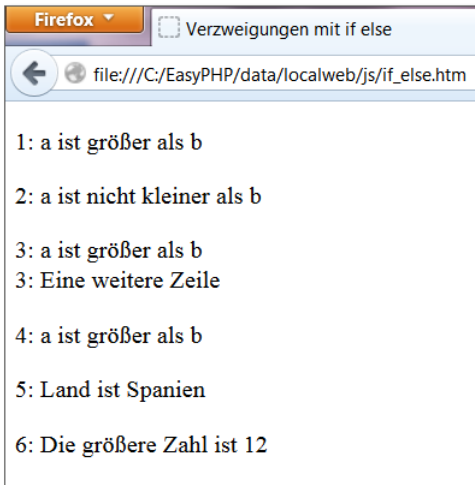 Firefox
Verzweigungen mit if else
file:///C:/EasyPHP/data/localweb/js/if_else.htm
1: a ist größer als b
2: a ist nicht kleiner als b
3: a ist größer als b
3: Eine weitere Zeile
4: a ist größer als b
5: Land ist Spanien
6: Die größere Zahl ist 12